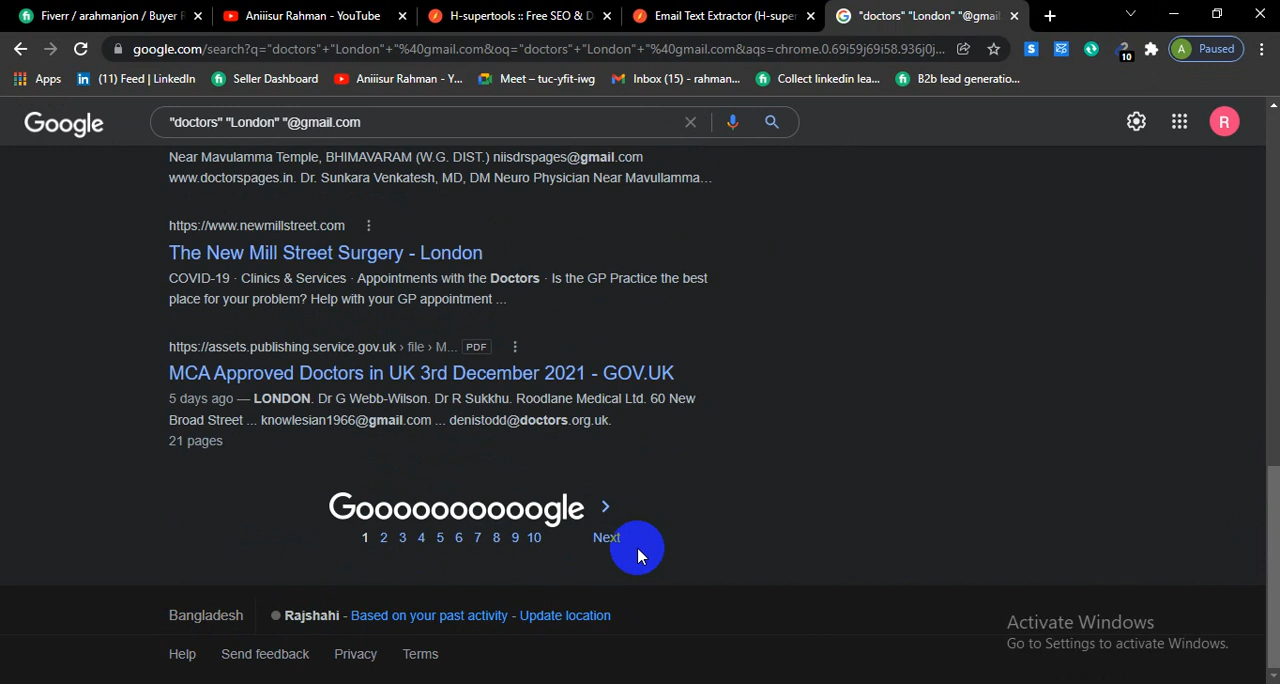 Fiverr / arahmanjon / Buyer F
Aniiisur Rahman - YouTube
H-supertools :: Free SEO & D
Email Text Extractor (H-super
"doctors" "London" "@gmail
google.com/search?q="doctors"+"London"+"%40gmail.com&oq="doctors"+"London"+"%40gmail.com&aqs=chrome.0.69i59j69i58.936j0j...
S
10
A Paused
Apps
(11) Feed | LinkedIn
Seller Dashboard
Aniiisur Rahman - Y...
Meet – tuc-yfit-iwg
Inbox (15) - rahman...
Collect linkedin lea...
B2b lead generatio...
Google
"doctors" "London" "@gmail.com
R
Near Mavulamma Temple, BHIMAVARAM (W.G. DIST.) niisdrspages@gmail.com
www.doctorspages.in. Dr. Sunkara Venkatesh, MD, DM Neuro Physician Near Mavullamma...
https://www.newmillstreet.com
The New Mill Street Surgery - London
COVID-19 · Clinics & Services · Appointments with the Doctors · Is the GP Practice the best
place for your problem? Help with your GP appointment ...
https://assets.publishing.service.gov.uk › file › M... PDF
MCA Approved Doctors in UK 3rd December 2021 - GOV.UK
5 days ago — LONDON. Dr G Webb-Wilson. Dr R Sukkhu. Roodlane Medical Ltd. 60 New
Broad Street ... knowlesian1966@gmail.com ... denistodd@doctors.org.uk.
21 pages
Goooooooooogle >
1 2 3 4 5 6 7 8 9 10 Next
Bangladesh
Rajshahi - Based on your past activity - Update location
Activate Windows
Go to Settings to activate Windows.
Help Send feedback Privacy Terms